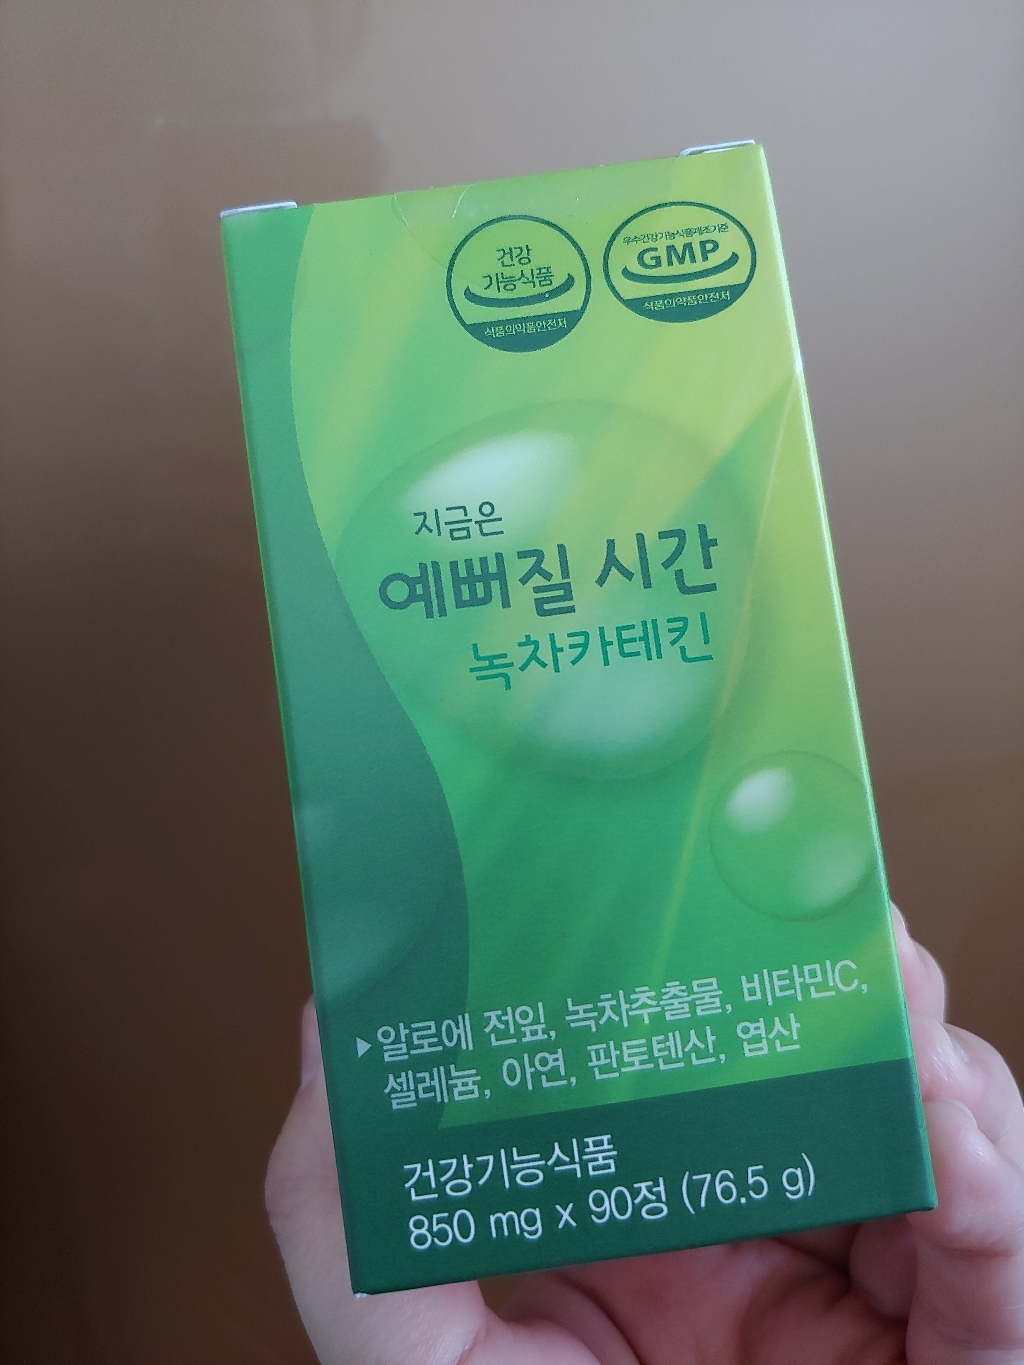 건강
기능식품
식품의약품안전처
우수건강기능식품제조기준
GMP
식품의약품안전처
지금은
예뻐질 시간
녹차카테킨
▶알로에 전잎, 녹차추출물, 비타민C,
셀레늄, 아연, 판토텐산, 엽산
건강기능식품
850 mg x 90정 (76.5 g)